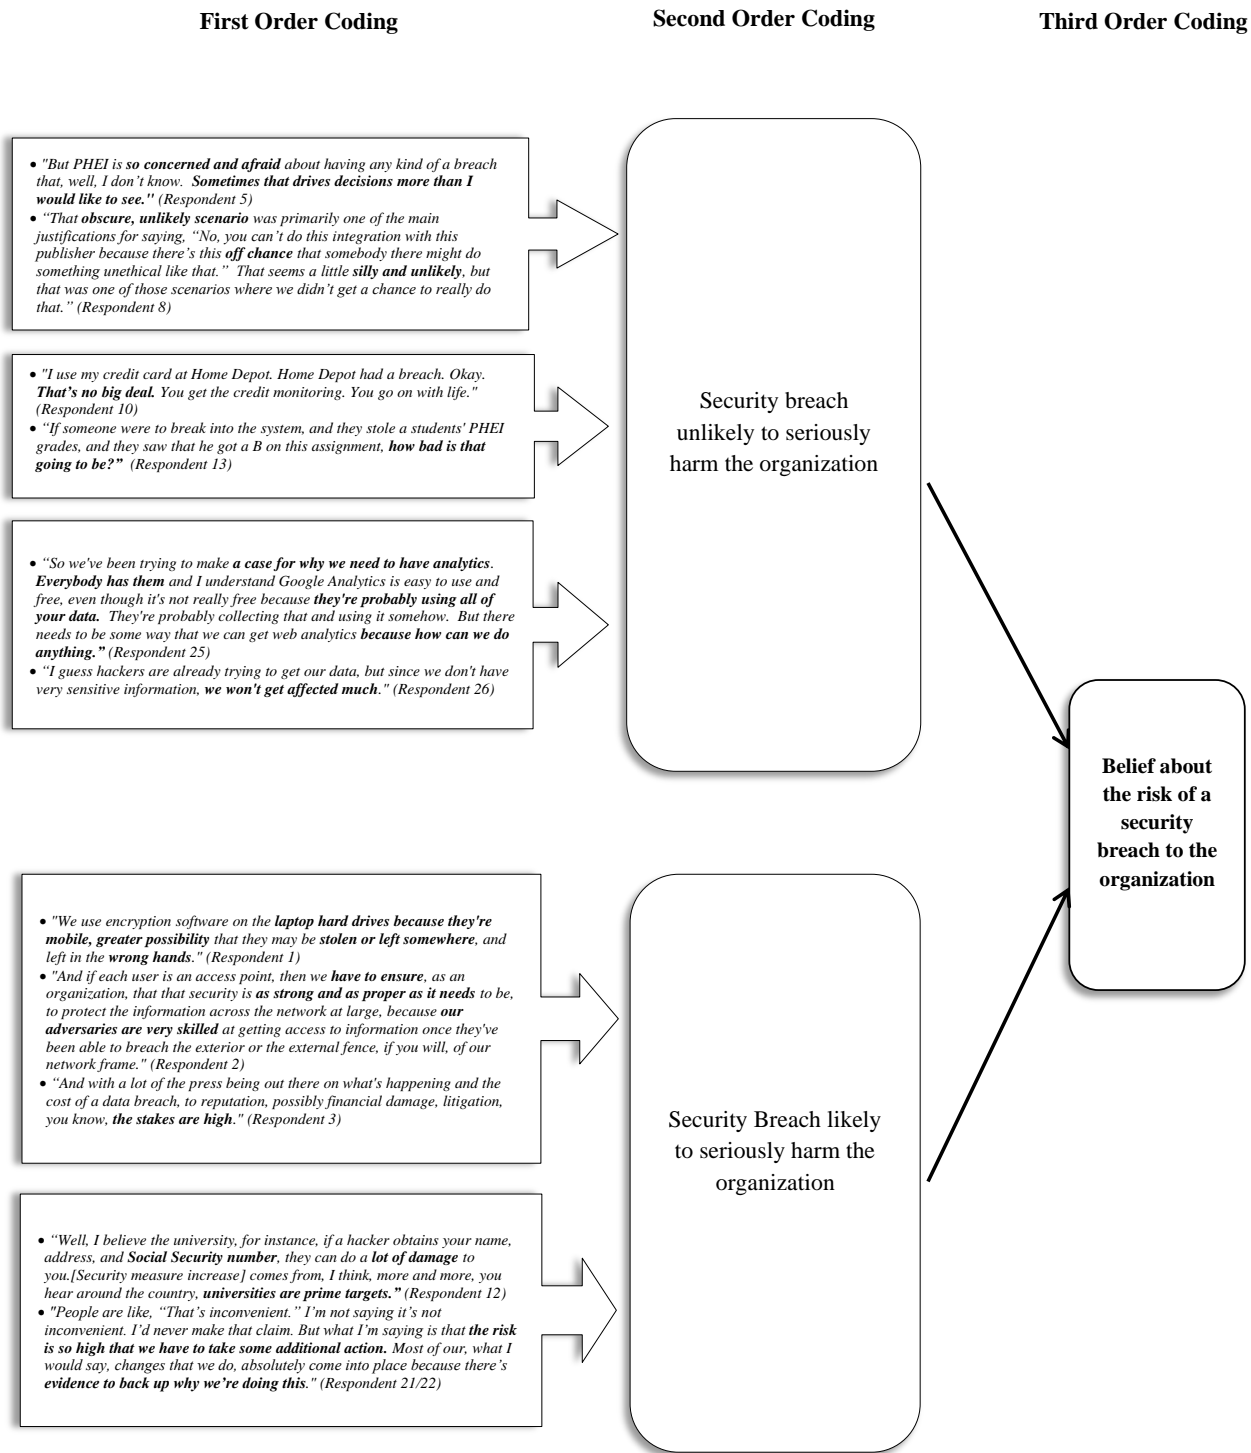 First Order Coding
Second Order Coding
Third Order Coding
• "But PHEI is so concerned and afraid about having any kind of a breach
that, well, I don't know.  Sometimes that drives decisions more than I
would like to see." (Respondent 5)
• “That obscure, unlikely scenario was primarily one of the main
justifications for saying, “No, you can’t do this integration with this
publisher because there’s this off chance that somebody there might do
something unethical like that.”  That seems a little silly and unlikely, but
that was one of those scenarios where we didn’t get a chance to really do
that.” (Respondent 8)
• "I use my credit card at Home Depot. Home Depot had a breach. Okay.
That’s no big deal. You get the credit monitoring. You go on with life."
(Respondent 10)
• “If someone were to break into the system, and they stole a students' PHEI
grades, and they saw that he got a B on this assignment, how bad is that
going to be?”  (Respondent 13)
• “So we've been trying to make a case for why we need to have analytics.
Everybody has them and I understand Google Analytics is easy to use and
free, even though it's not really free because they're probably using all of
your data.  They're probably collecting that and using it somehow.  But there
needs to be some way that we can get web analytics because how can we do
anything.” (Respondent 25)
• “I guess hackers are already trying to get our data, but since we don't have
very sensitive information, we won't get affected much." (Respondent 26)
Security breach
unlikely to seriously
harm the organization
Belief about
the risk of a
security
breach to the
organization
• "We use encryption software on the laptop hard drives because they're
mobile, greater possibility that they may be stolen or left somewhere, and
left in the wrong hands." (Respondent 1)
• "And if each user is an access point, then we have to ensure, as an
organization, that that security is as strong and as proper as it needs to be,
to protect the information across the network at large, because our
adversaries are very skilled at getting access to information once they've
been able to breach the exterior or the external fence, if you will, of our
network frame." (Respondent 2)
• “And with a lot of the press being out there on what's happening and the
cost of a data breach, to reputation, possibly financial damage, litigation,
you know, the stakes are high." (Respondent 3)
• “Well, I believe the university, for instance, if a hacker obtains your name,
address, and Social Security number, they can do a lot of damage to
you.[Security measure increase] comes from, I think, more and more, you
hear around the country, universities are prime targets.” (Respondent 12)
• "People are like, “That’s inconvenient.” I’m not saying it’s not
inconvenient. I’d never make that claim. But what I’m saying is that the risk
is so high that we have to take some additional action. Most of our, what I
would say, changes that we do, absolutely come into place because there’s
evidence to back up why we’re doing this." (Respondent 21/22)
Security Breach likely
to seriously harm the
organization